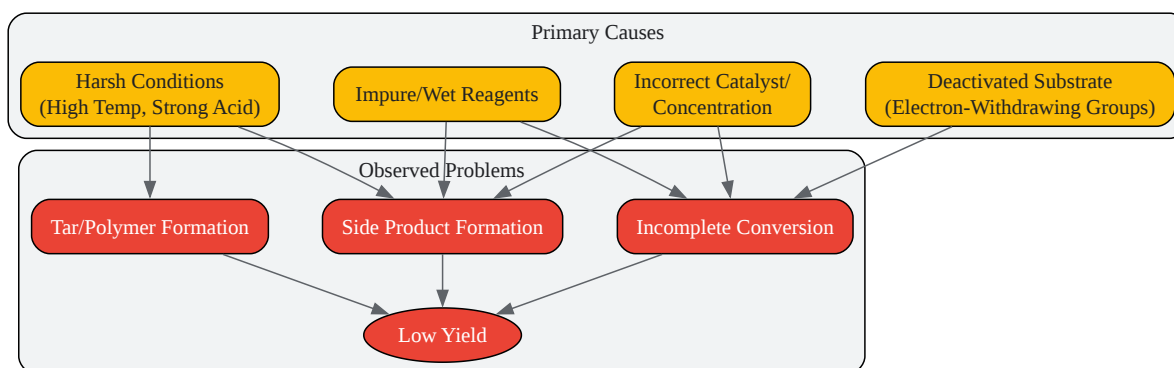 Primary Causes
Harsh Conditions
(High Temp, Strong Acid)
Impure/Wet Reagents
Incorrect Catalyst/
Concentration
Deactivated Substrate
(Electron-Withdrawing Groups)
Observed Problems
Tar/Polymer Formation
Side Product Formation
Incomplete Conversion
Low Yield